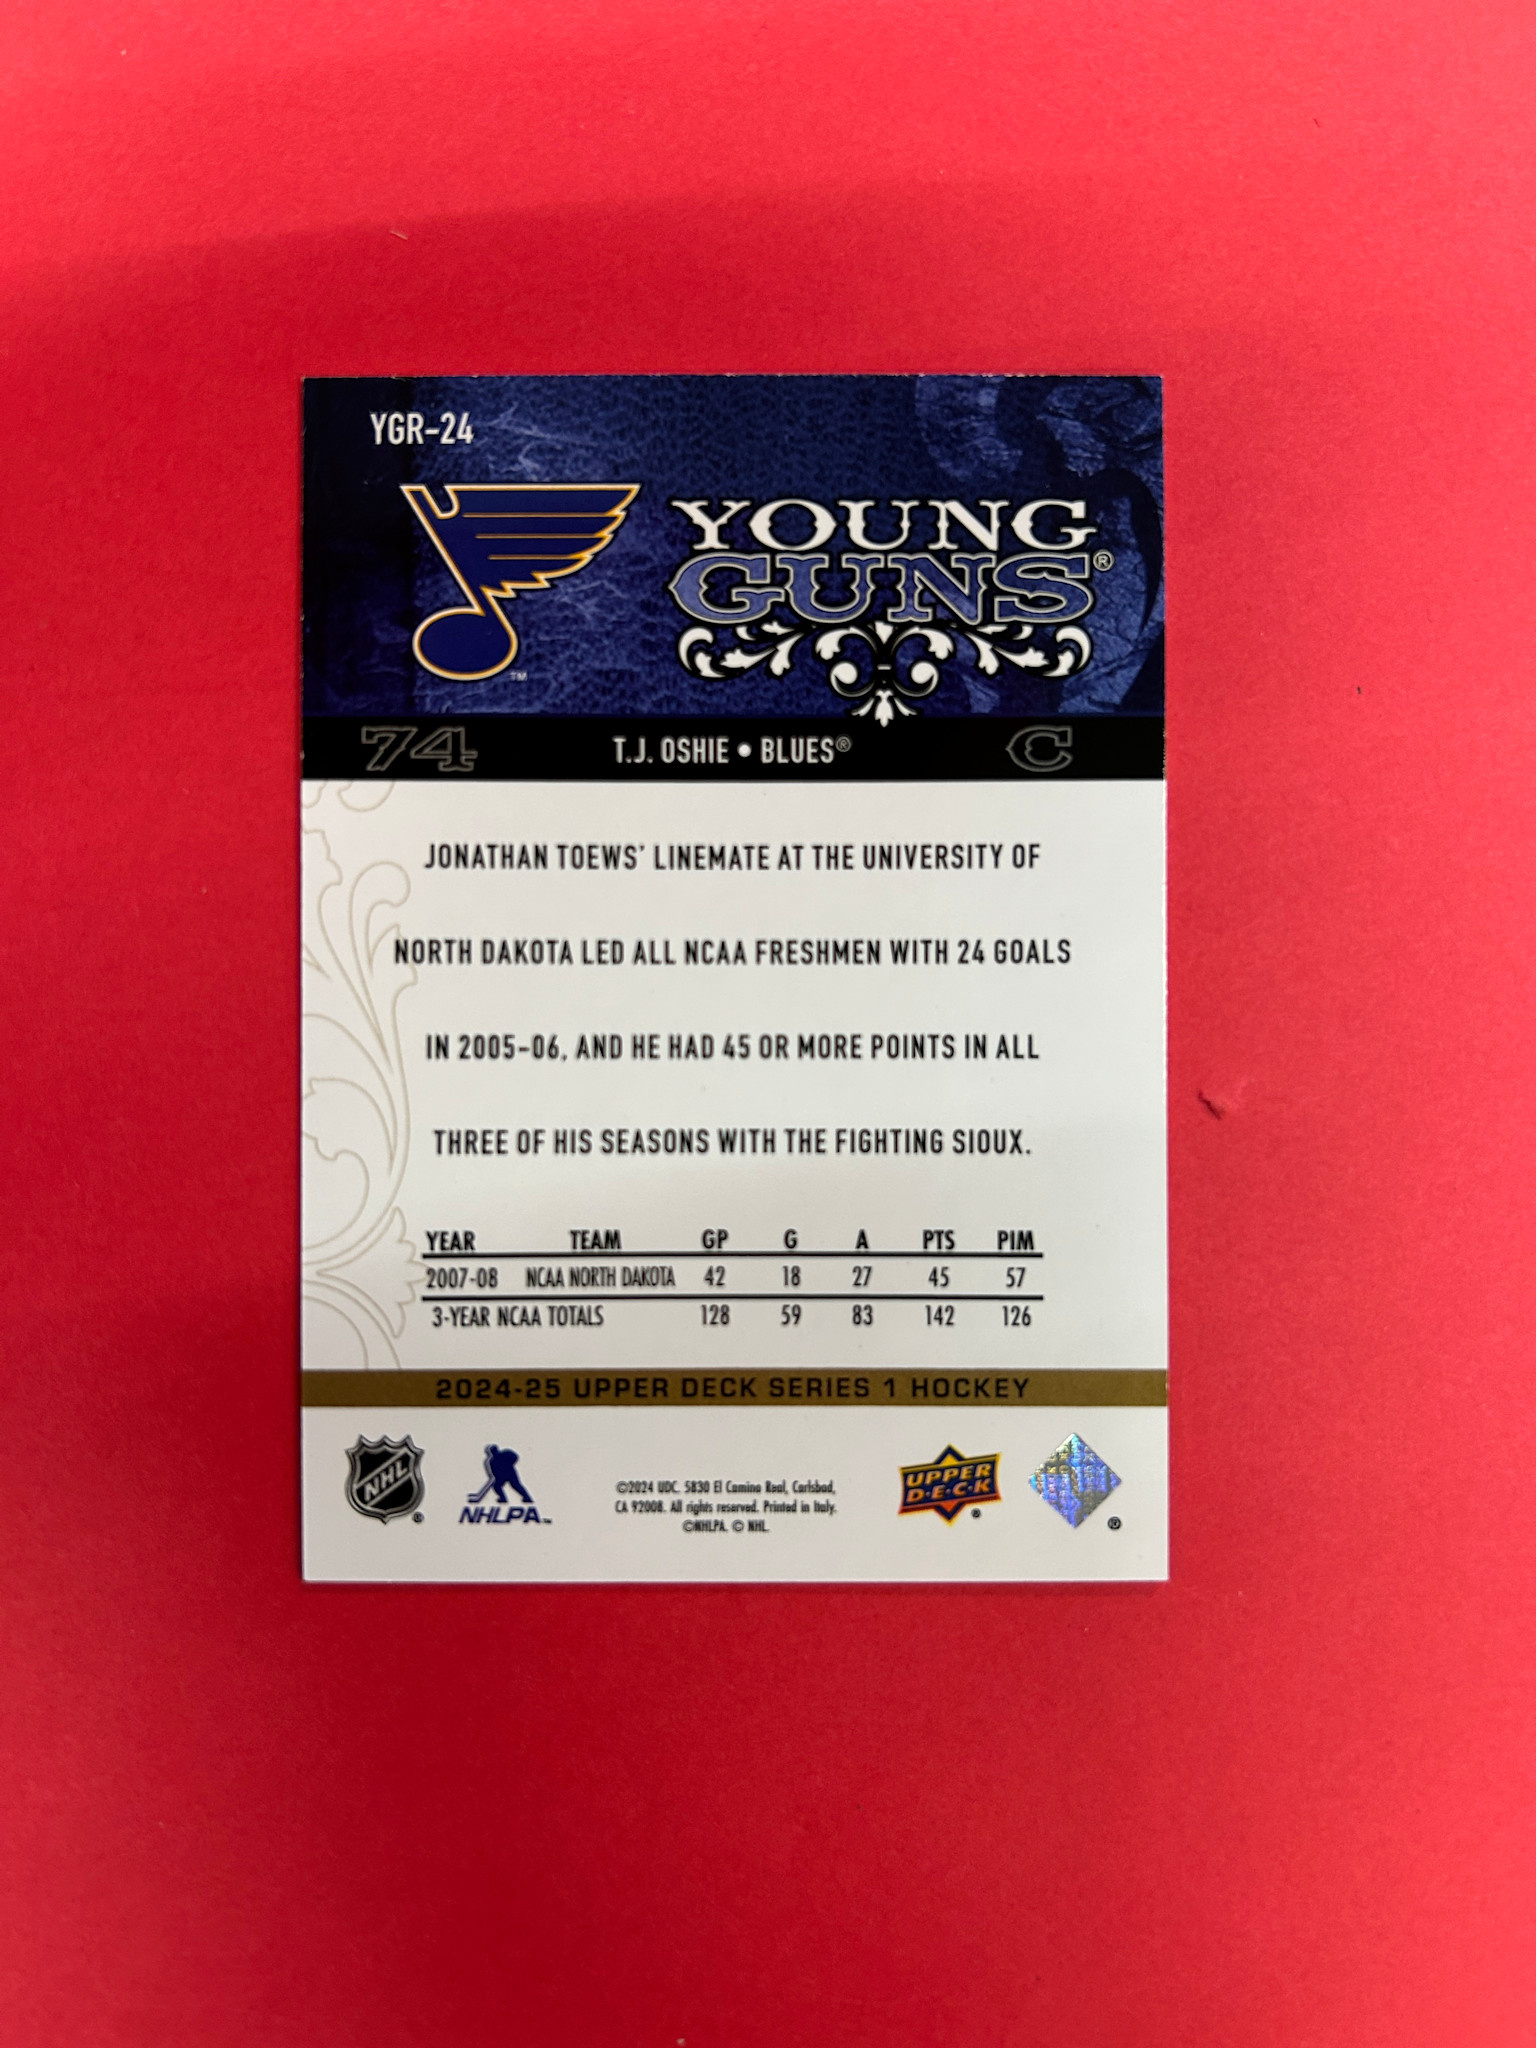 YGR-24
YOUNG
GUNS®
TM
74 T.J. OSHIE • BLUES® C
JONATHAN TOEWS' LINEMATE AT THE UNIVERSITY OF
NORTH DAKOTA LED ALL NCAA FRESHMEN WITH 24 GOALS
IN 2005-06, AND HE HAD 45 OR MORE POINTS IN ALL
THREE OF HIS SEASONS WITH THE FIGHTING SIOUX.
YEAR TEAM GP G A PTS PIM
2007-08 NCAA NORTH DAKOTA 42 18 27 45 57
3-YEAR NCAA TOTALS 128 59 83 142 126
2024-25 UPPER DECK SERIES 1 HOCKEY
NHL ®
NHLPA™
©2024 UDC. 5830 El Camino Real, Carlsbad,
CA 92008. All rights reserved. Printed in Italy.
©NHLPA. © NHL.
UPPER
D·E·C·K ®
®